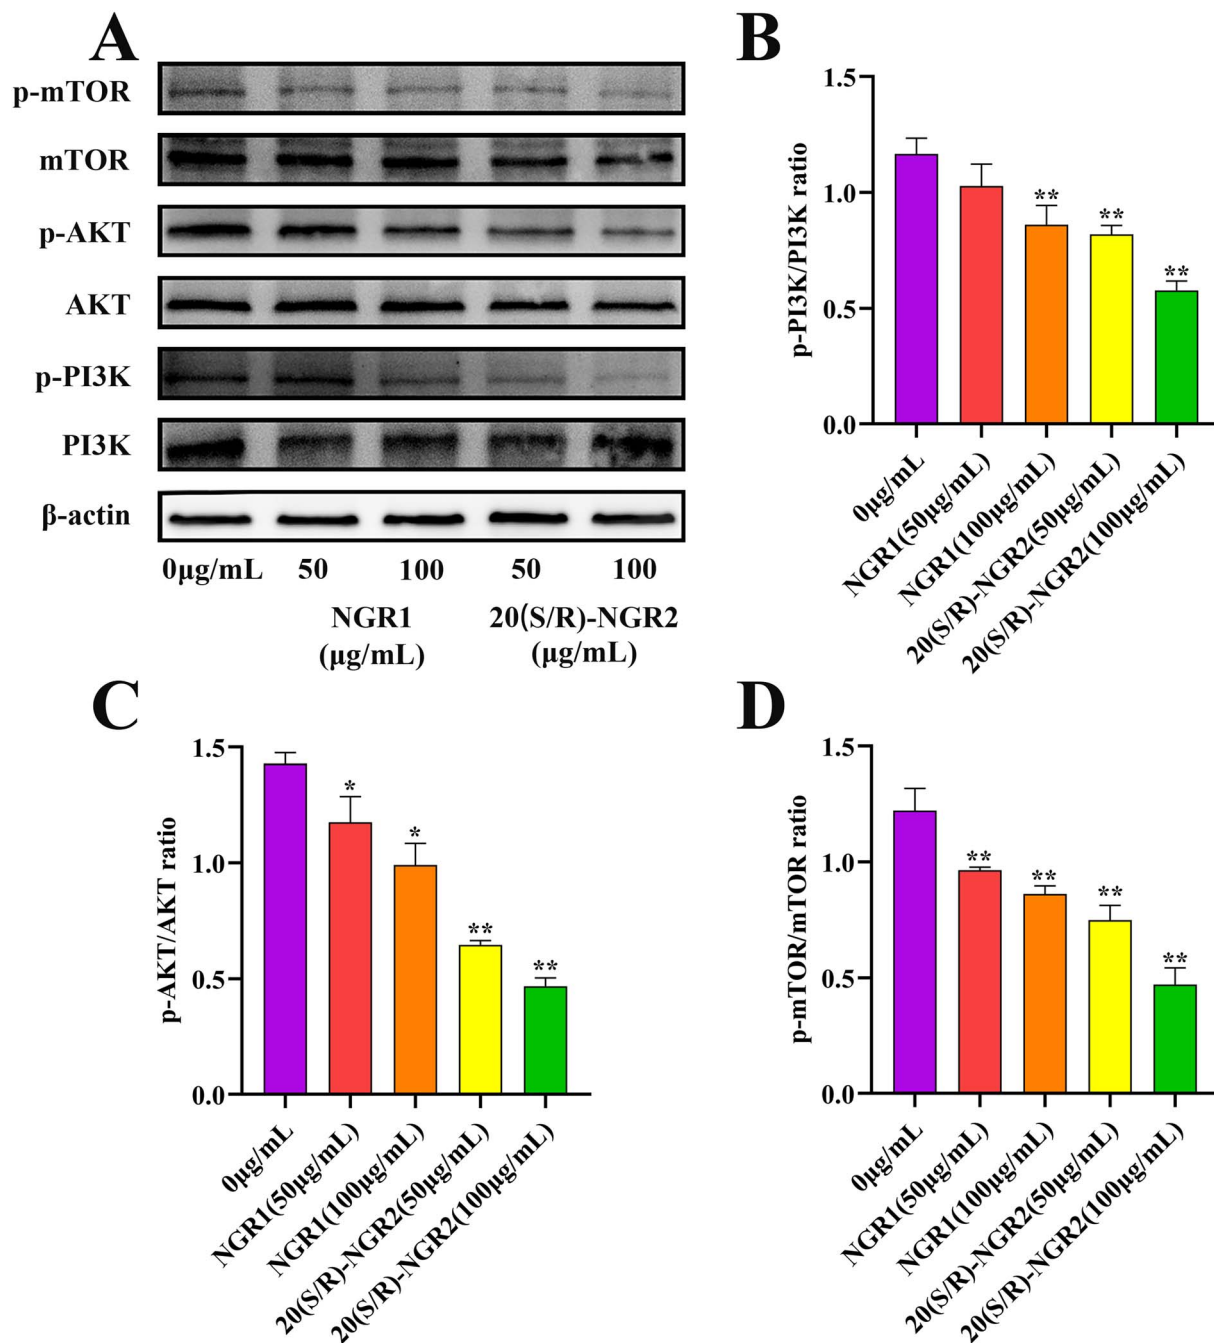 A
p-mTOR
mTOR
p-AKT
AKT
p-PI3K
PI3K
β-actin
0μg/mL 50 100 50 100
NGR1 20(S/R)-NGR2
(μg/mL) (μg/mL)
B
p-PI3K/PI3K ratio
1.5
1.0
0.5
0.0
**
**
**
0μg/mL
NGR1(50μg/mL)
NGR1(100μg/mL)
20(S/R)-NGR2(50μg/mL)
20(S/R)-NGR2(100μg/mL)
C
p-AKT/AKT ratio
1.5
1.0
0.5
0.0
*
*
**
**
0μg/mL
NGR1(50μg/mL)
NGR1(100μg/mL)
20(S/R)-NGR2(50μg/mL)
20(S/R)-NGR2(100μg/mL)
D
p-mTOR/mTOR ratio
1.5
1.0
0.5
0.0
**
**
**
**
0μg/mL
NGR1(50μg/mL)
NGR1(100μg/mL)
20(S/R)-NGR2(50μg/mL)
20(S/R)-NGR2(100μg/mL)